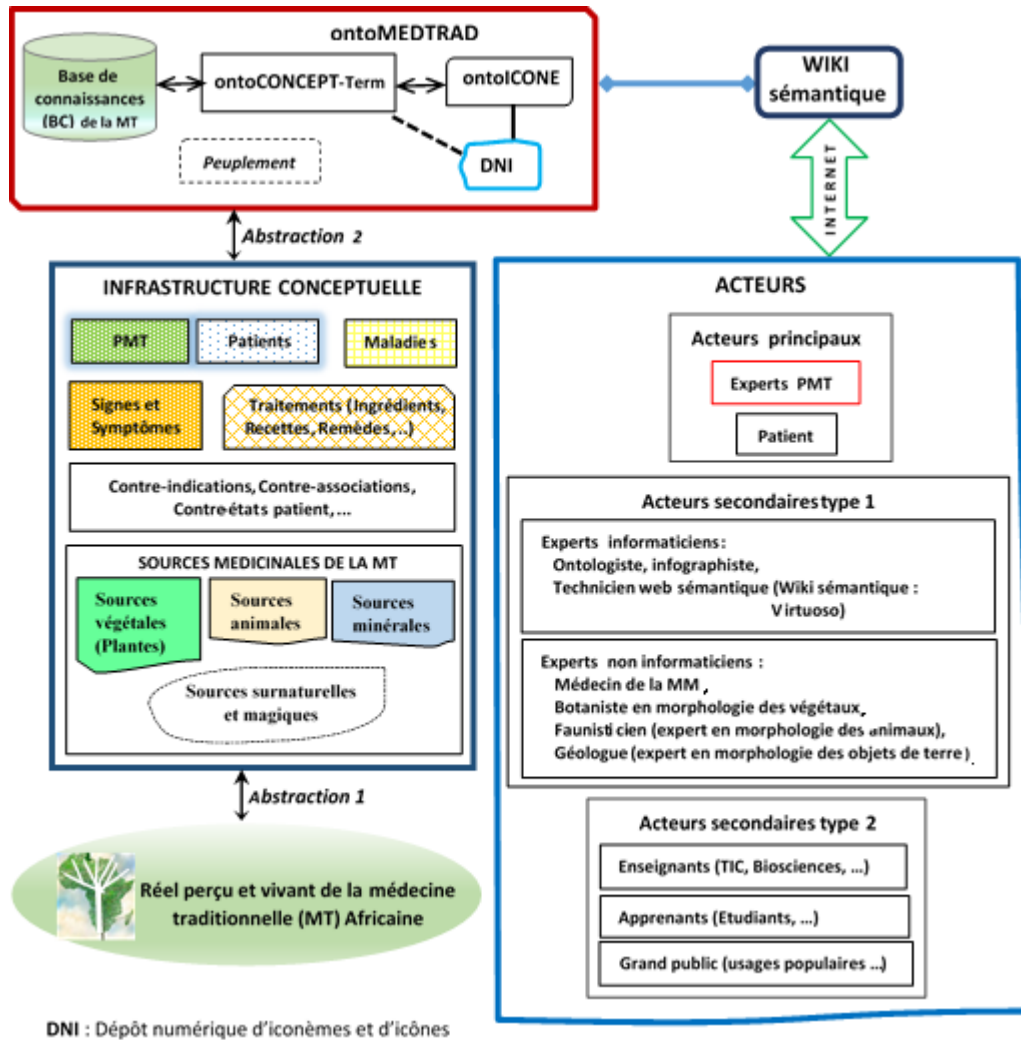 ontoMEDTRAD
Base de
connaissances
(BC) de la MT
ontoCONCEPT-Term
ontoICONE
Peuplement
DNI
WIKI
sémantique
INTERNET
Abstraction 2
INFRASTRUCTURE CONCEPTUELLE
PMT
Patients
Maladies
Signes et
Symptômes
Traitements (Ingrédients,
Recettes, Remèdes,..)
Contre-indications, Contre-associations,
Contre-états patient, ...
SOURCES MEDICINALES DE LA MT
Sources
végétales
(Plantes)
Sources
animales
Sources
minérales
Sources surnaturelles
et magiques
Abstraction 1
Réel perçu et vivant de la médecine
traditionnelle (MT) Africaine
ACTEURS
Acteurs principaux
Experts PMT
Patient
Acteurs secondaires type 1
Experts informaticiens:
Ontologiste, infographiste,
Technicien web sémantique (Wiki sémantique :
Virtuoso)
Experts non informaticiens :
Médecin de la MM,
Botaniste en morphologie des végétaux,
Faunisticien (expert en morphologie des animaux),
Géologue (expert en morphologie des objets de terre).
Acteurs secondaires type 2
Enseignants (TIC, Biosciences, ...)
Apprenants (Etudiants, ...)
Grand public (usages populaires ...)
DNI : Dépôt numérique d'iconèmes et d'icônes